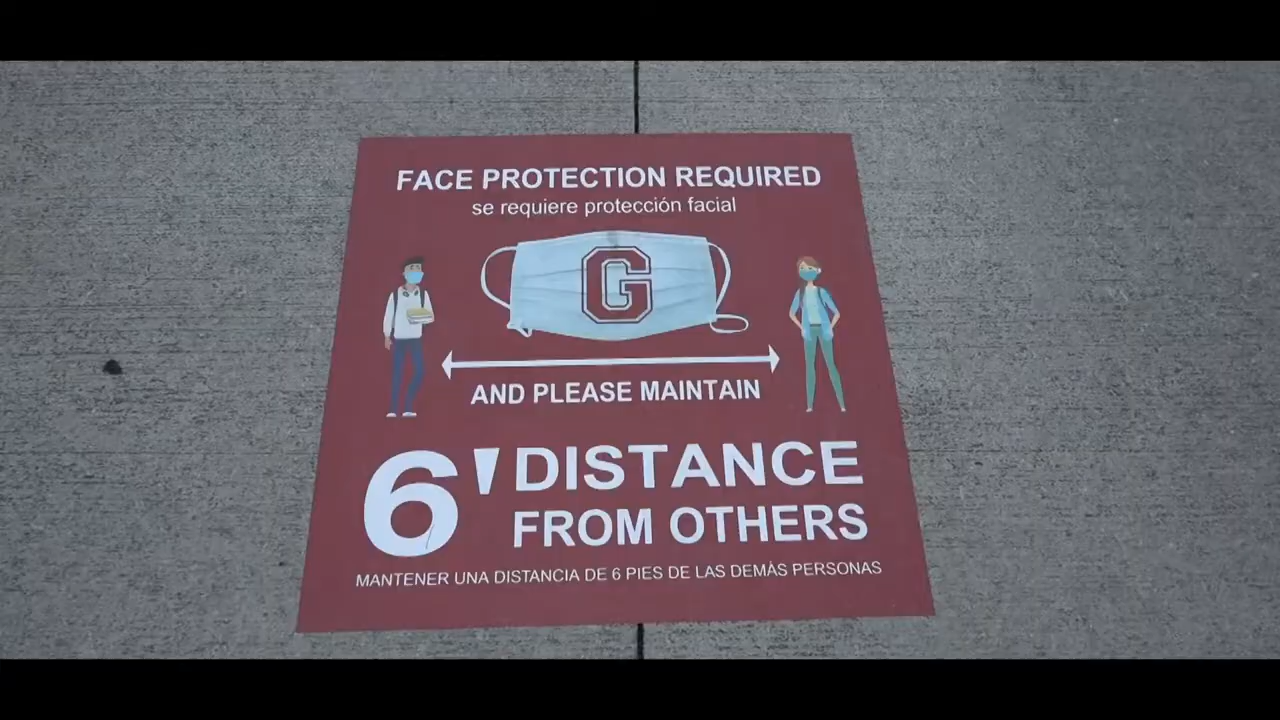 FACE PROTECTION REQUIRED
se requiere protección facial
G
AND PLEASE MAINTAIN
6' DISTANCE
FROM OTHERS
MANTENER UNA DISTANCIA DE 6 PIES DE LAS DEMÀS PERSONAS